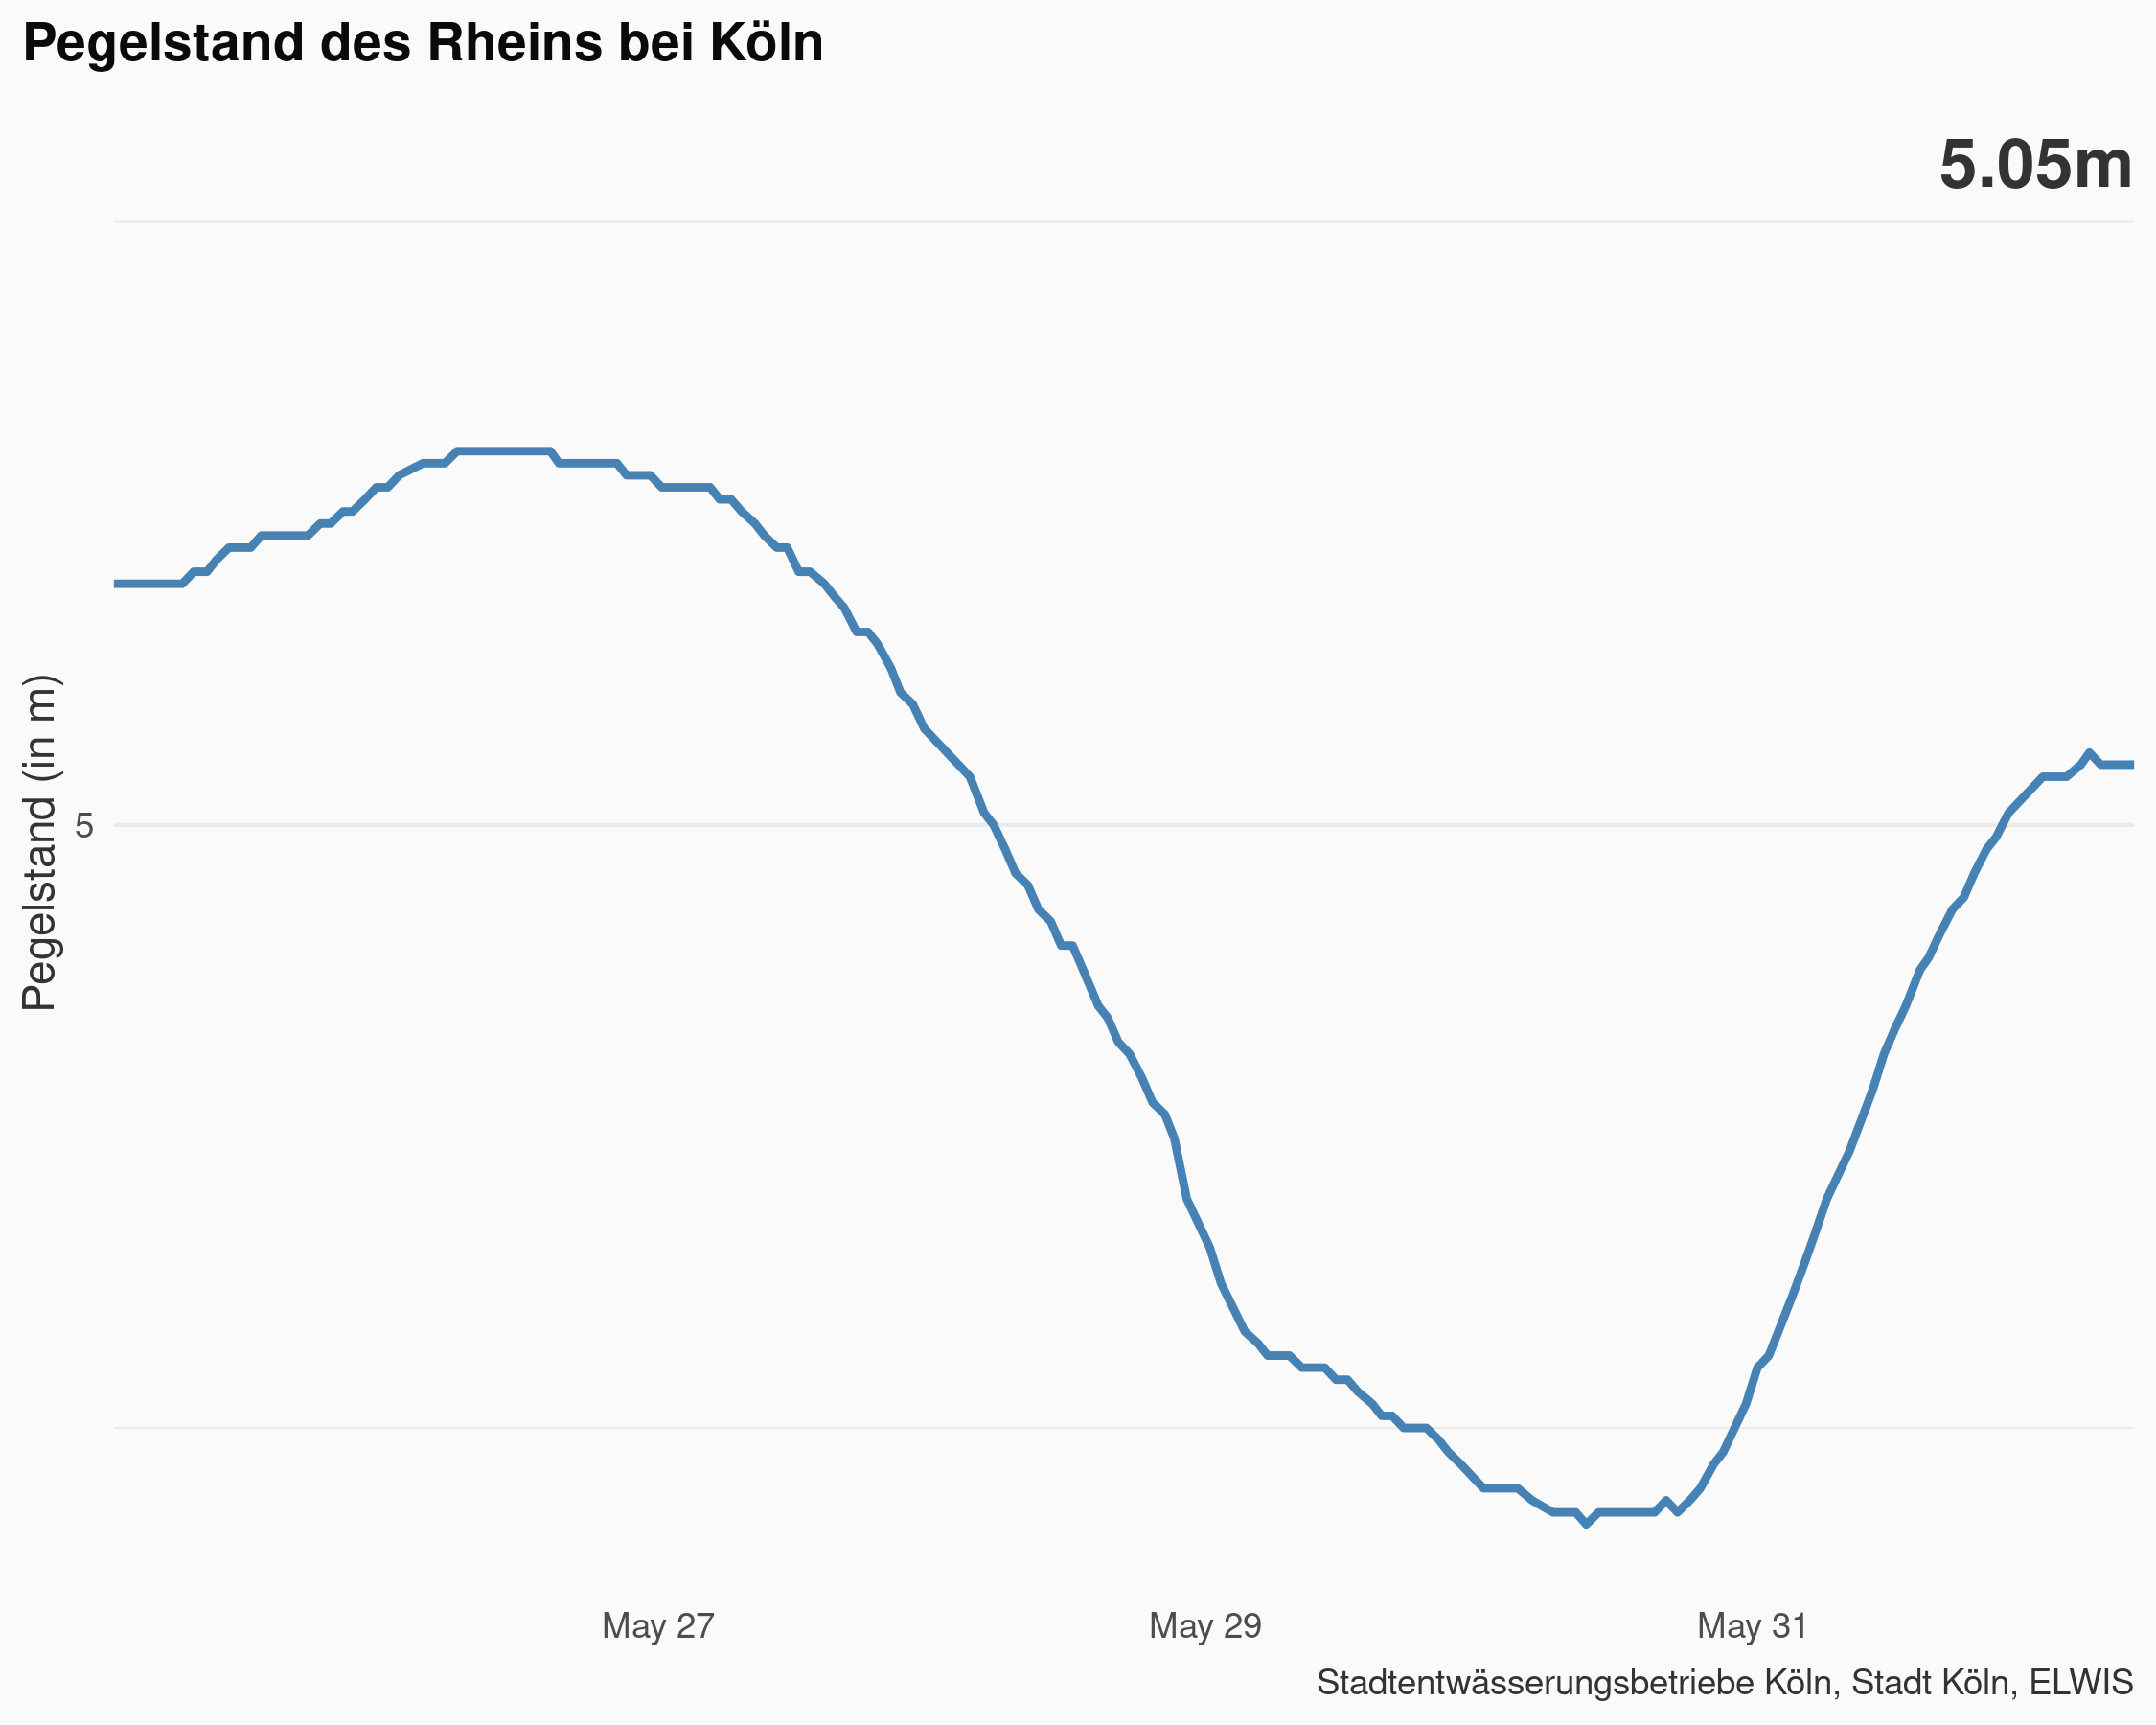 Pegelstand des Rheins bei Köln
5.05m
Pegelstand (in m)
5
May 27
May 29
May 31
Stadtentwässerungsbetriebe Köln, Stadt Köln, ELWIS